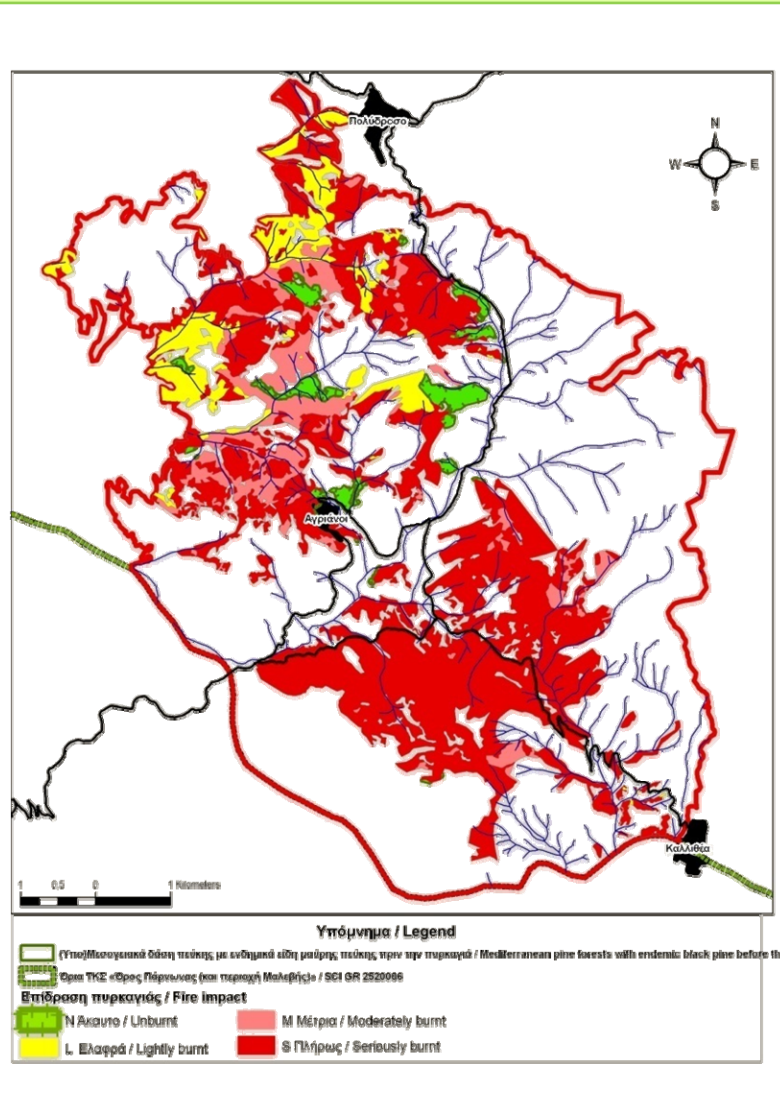 Πολύδροσο
N
W E
S
Αγριάνοι
Καλλιθέα
1 0,5 0 1 Kilometers
Υπόμνημα / Legend
(Υπο)Μεσογειακά δάση πεύκης με ενδημικά είδη μαύρης πεύκης πριν την πυρκαγιά / Mediterranean pine forests with endemic black pine before
Όρια ΤΚΣ «Όρος Πάρνωνας (και περιοχή Μαλεβής)» / SCI GR 2520006
Επίδραση πυρκαγιάς / Fire impact
N Άκαυτο / Unburnt
M Μέτρια / Moderately burnt
L Ελαφρά / Lightly burnt
S Πλήρως / Seriously burnt